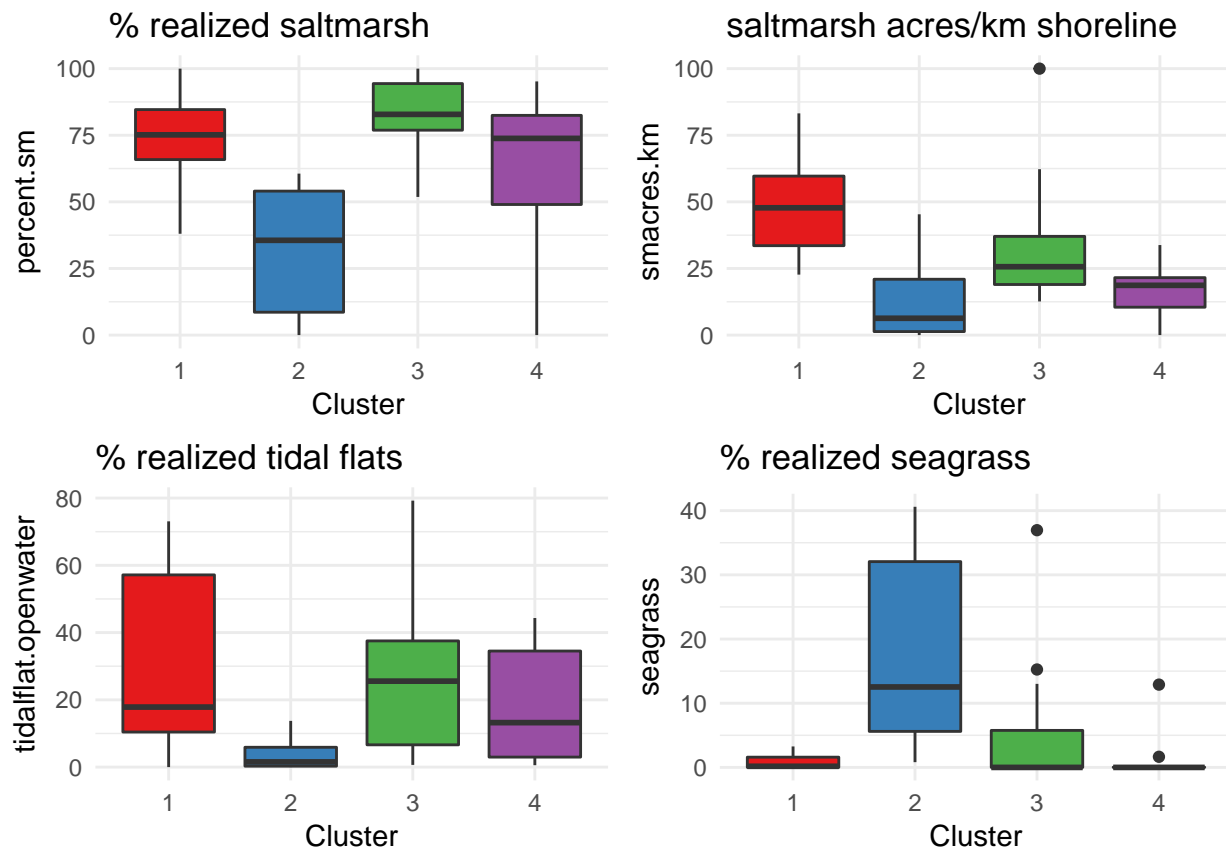 % realized saltmarsh
percent.sm
100
75
50
25
0
1 2 3 4
Cluster
saltmarsh acres/km shoreline
smacres.km
100
75
50
25
0
1 2 3 4
Cluster
% realized tidal flats
tidalflat.openwater
80
60
40
20
0
1 2 3 4
Cluster
% realized seagrass
seagrass
40
30
20
10
0
1 2 3 4
Cluster